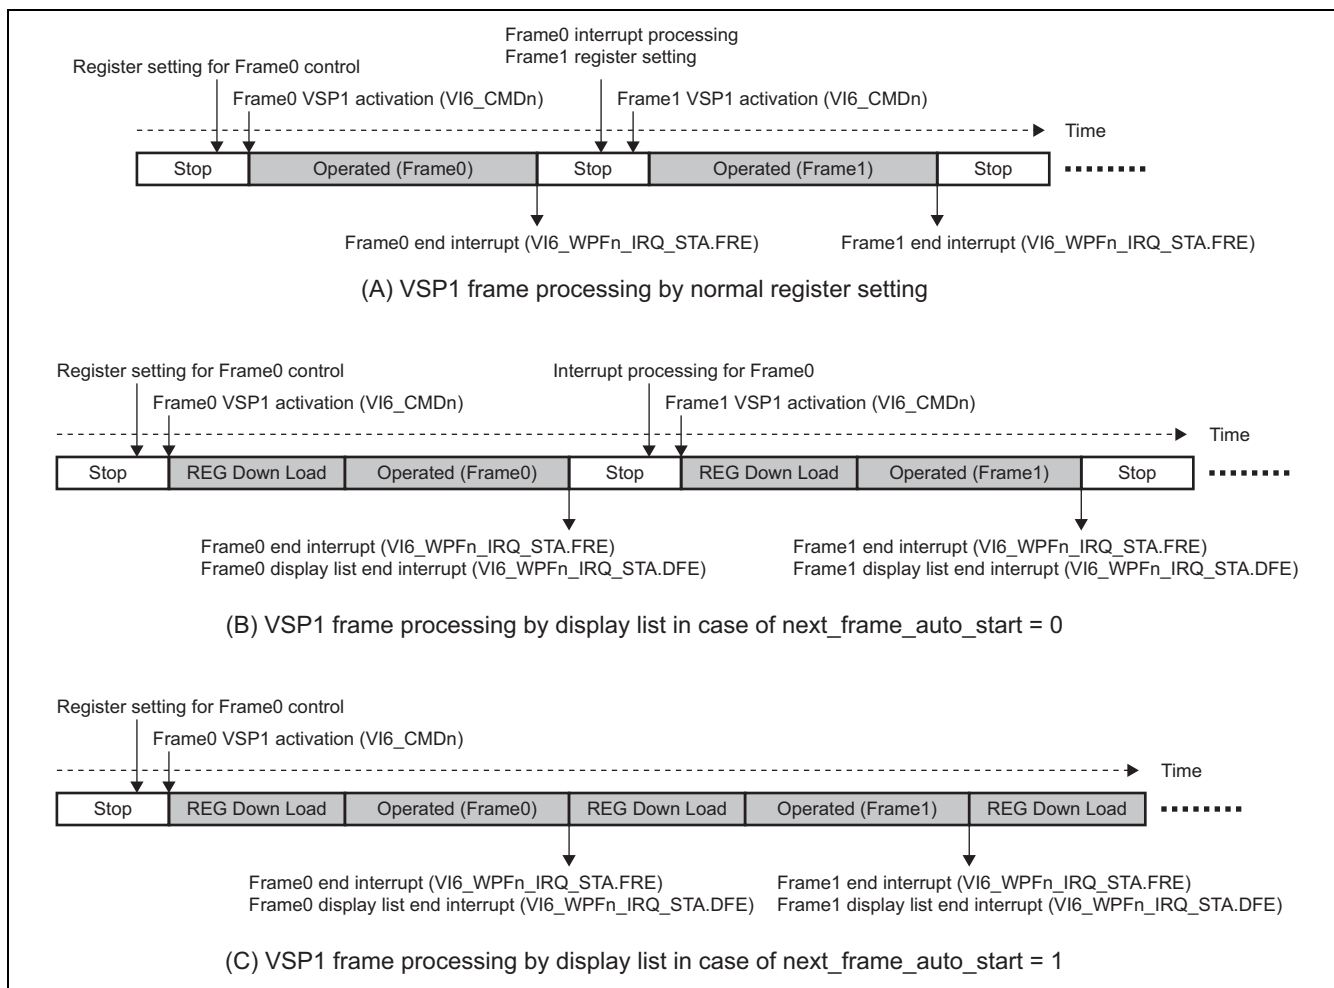 Frame0 interrupt processing
Frame1 register setting
Register setting for Frame0 control
Frame0 VSP1 activation (VI6_CMDn)
Frame1 VSP1 activation (VI6_CMDn)
Time
Stop
Operated (Frame0)
Stop
Operated (Frame1)
Stop
Frame0 end interrupt (VI6_WPFn_IRQ_STA.FRE)
Frame1 end interrupt (VI6_WPFn_IRQ_STA.FRE)
(A) VSP1 frame processing by normal register setting
Register setting for Frame0 control
Interrupt processing for Frame0
Frame0 VSP1 activation (VI6_CMDn)
Frame1 VSP1 activation (VI6_CMDn)
Time
Stop
REG Down Load
Operated (Frame0)
Stop
REG Down Load
Operated (Frame1)
Stop
Frame0 end interrupt (VI6_WPFn_IRQ_STA.FRE)
Frame0 display list end interrupt (VI6_WPFn_IRQ_STA.DFE)
Frame1 end interrupt (VI6_WPFn_IRQ_STA.FRE)
Frame1 display list end interrupt (VI6_WPFn_IRQ_STA.DFE)
(B) VSP1 frame processing by display list in case of next_frame_auto_start = 0
Register setting for Frame0 control
Frame0 VSP1 activation (VI6_CMDn)
Time
Stop
REG Down Load
Operated (Frame0)
REG Down Load
Operated (Frame1)
REG Down Load
Frame0 end interrupt (VI6_WPFn_IRQ_STA.FRE)
Frame0 display list end interrupt (VI6_WPFn_IRQ_STA.DFE)
Frame1 end interrupt (VI6_WPFn_IRQ_STA.FRE)
Frame1 display list end interrupt (VI6_WPFn_IRQ_STA.DFE)
(C) VSP1 frame processing by display list in case of next_frame_auto_start = 1